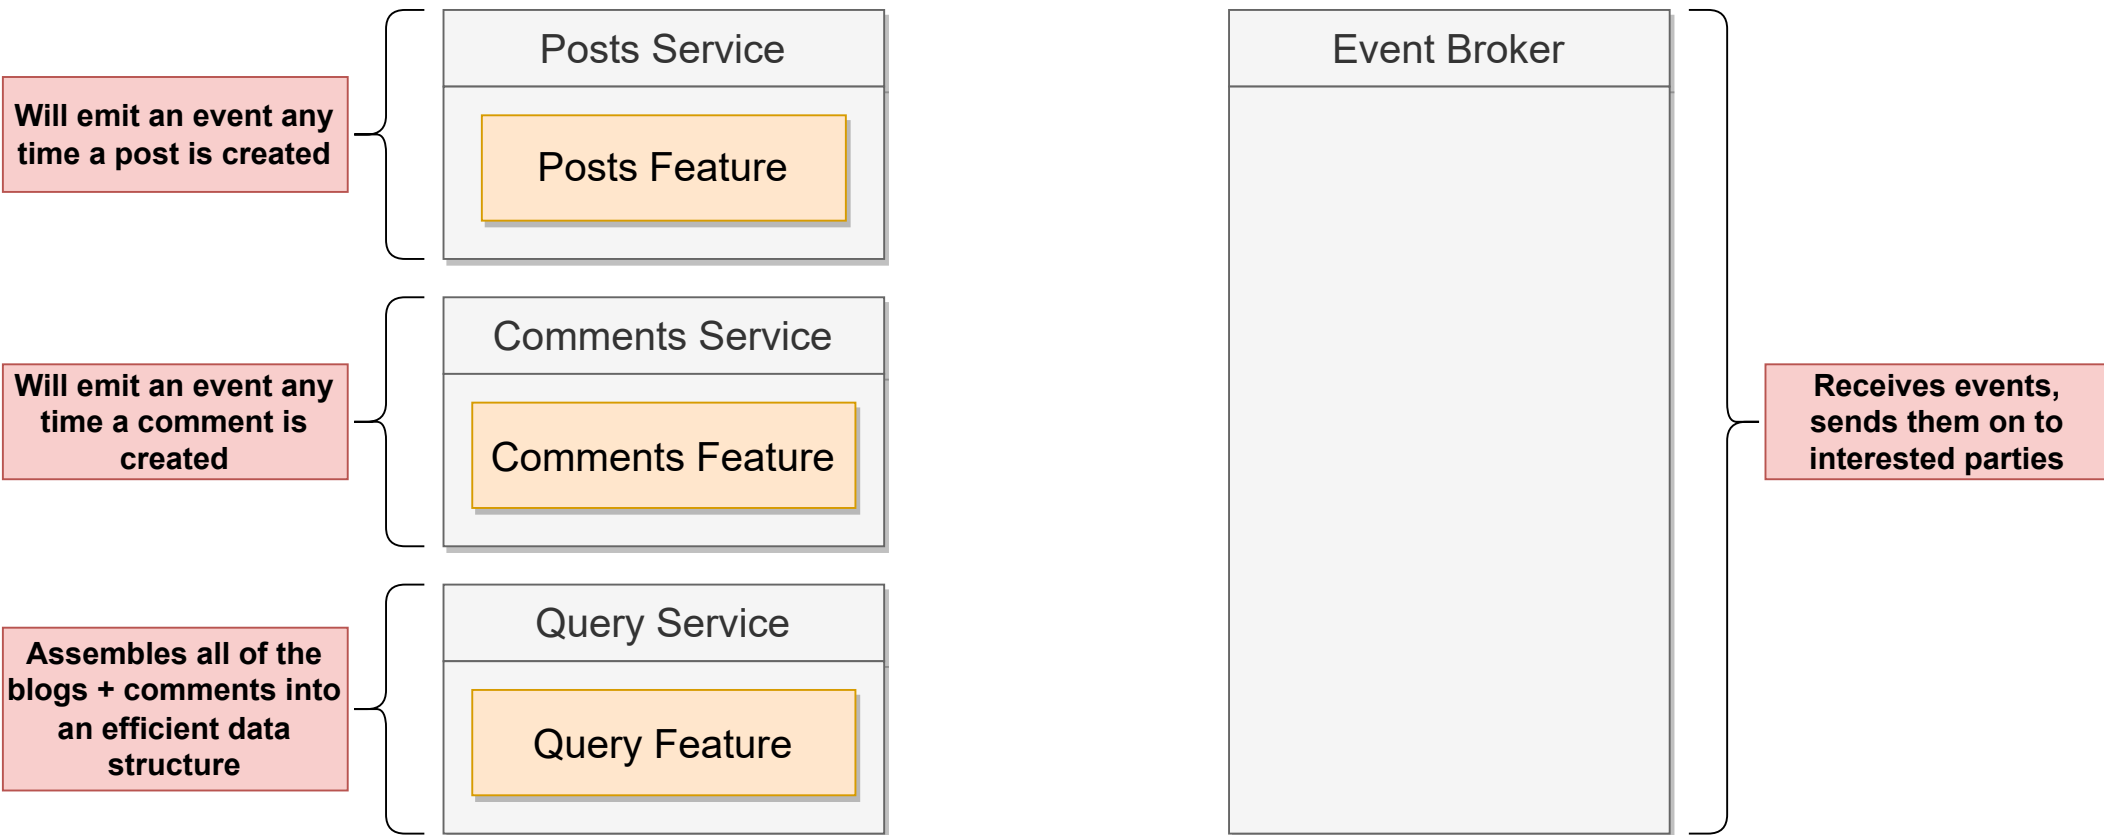 Posts Service
Event Broker
Will emit an event any
time a post is created
Posts Feature
Comments Service
Will emit an event any
time a comment is
created
Comments Feature
Receives events,
sends them on to
interested parties
Query Service
Assembles all of the
blogs + comments into
an efficient data
structure
Query Feature